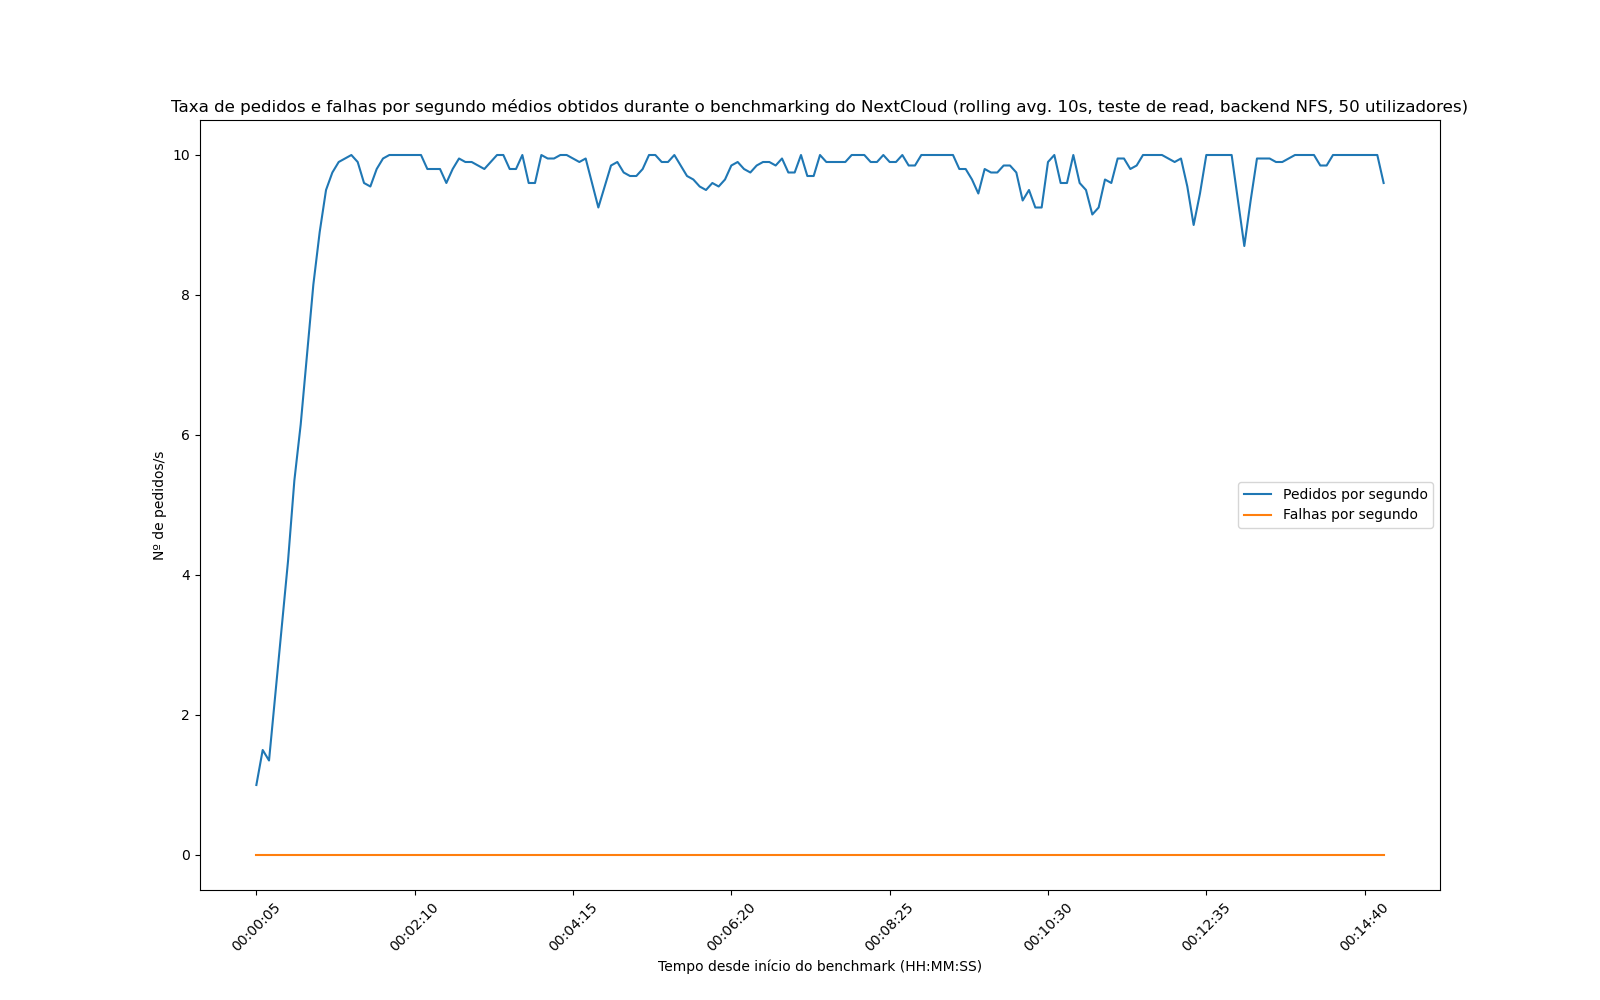 Taxa de pedidos e falhas por segundo médios obtidos durante o benchmarking do NextCloud (rolling avg. 10s, teste de read, backend NFS, 50 utilizadores)
10
8
6
4
2
0
Nº de pedidos/s
Pedidos por segundo
Falhas por segundo
00:00:05
00:02:10
00:04:15
00:06:20
00:08:25
00:10:30
00:12:35
00:14:40
Tempo desde início do benchmark (HH:MM:SS)